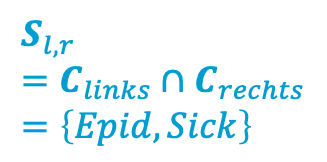 S_{l,r}
= C_{links} ∩ C_{rechts}
= {Epid, Sick}